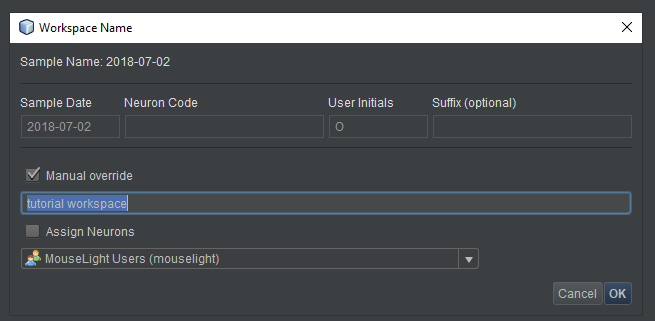 Workspace Name
Sample Name: 2018-07-02
Sample Date Neuron Code User Initials Suffix (optional)
2018-07-02 O
Manual override
tutorial workspace
Assign Neurons
MouseLight Users (mouselight)
Cancel OK